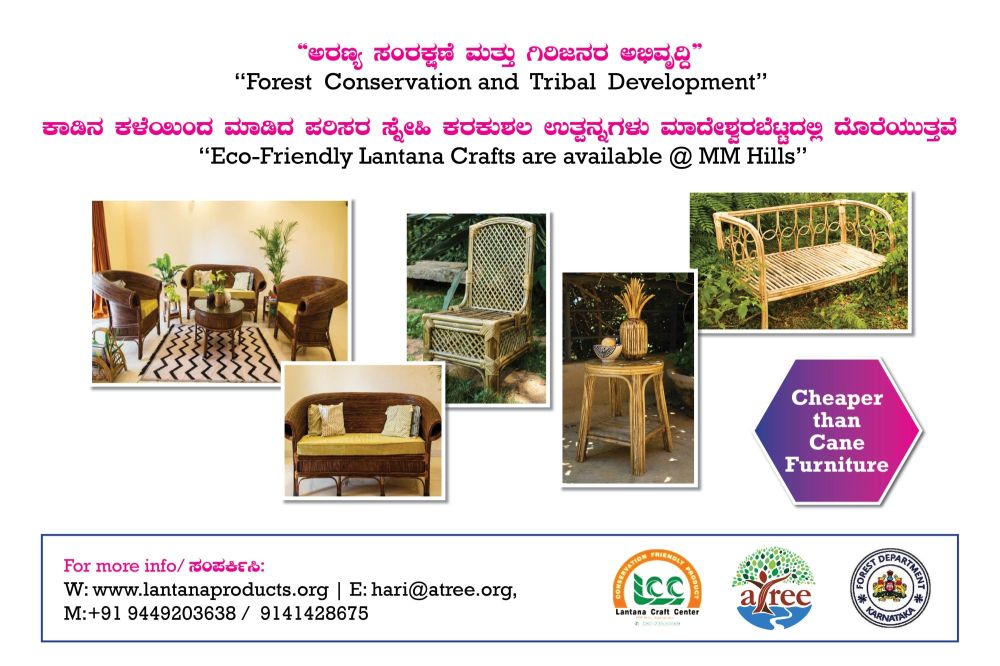 “ಅರಣ್ಯ ಸಂರಕ್ಷಣೆ ಮತ್ತು ಗಿರಿಜನರ ಅಭಿವೃದ್ದಿ”
“Forest Conservation and Tribal Development”
ಕಾಡಿನ ಕಳೆಯಿಂದ ಮಾಡಿದ ಪರಿಸರ ಸ್ನೇಹಿ ಕರಕುಶಲ ಉತ್ಪನ್ನಗಳು ಮಾದೇಶ್ವರಬೆಟ್ಟದಲ್ಲಿ ದೊರೆಯುತ್ತವೆ
“Eco-Friendly Lantana Crafts are available @ MM Hills”
Cheaper
than
Cane
Furniture
For more info/ ಸಂಪರ್ಕಿಸಿ:
W: www.lantanaproducts.org | E: hari@atree.org,
M:+91 9449203638 / 9141428675
CONSERVATION FRIENDLY PRODUCT
LCC
Lantana Craft Center
atree
FOREST DEPARTMENT
KARNATAKA